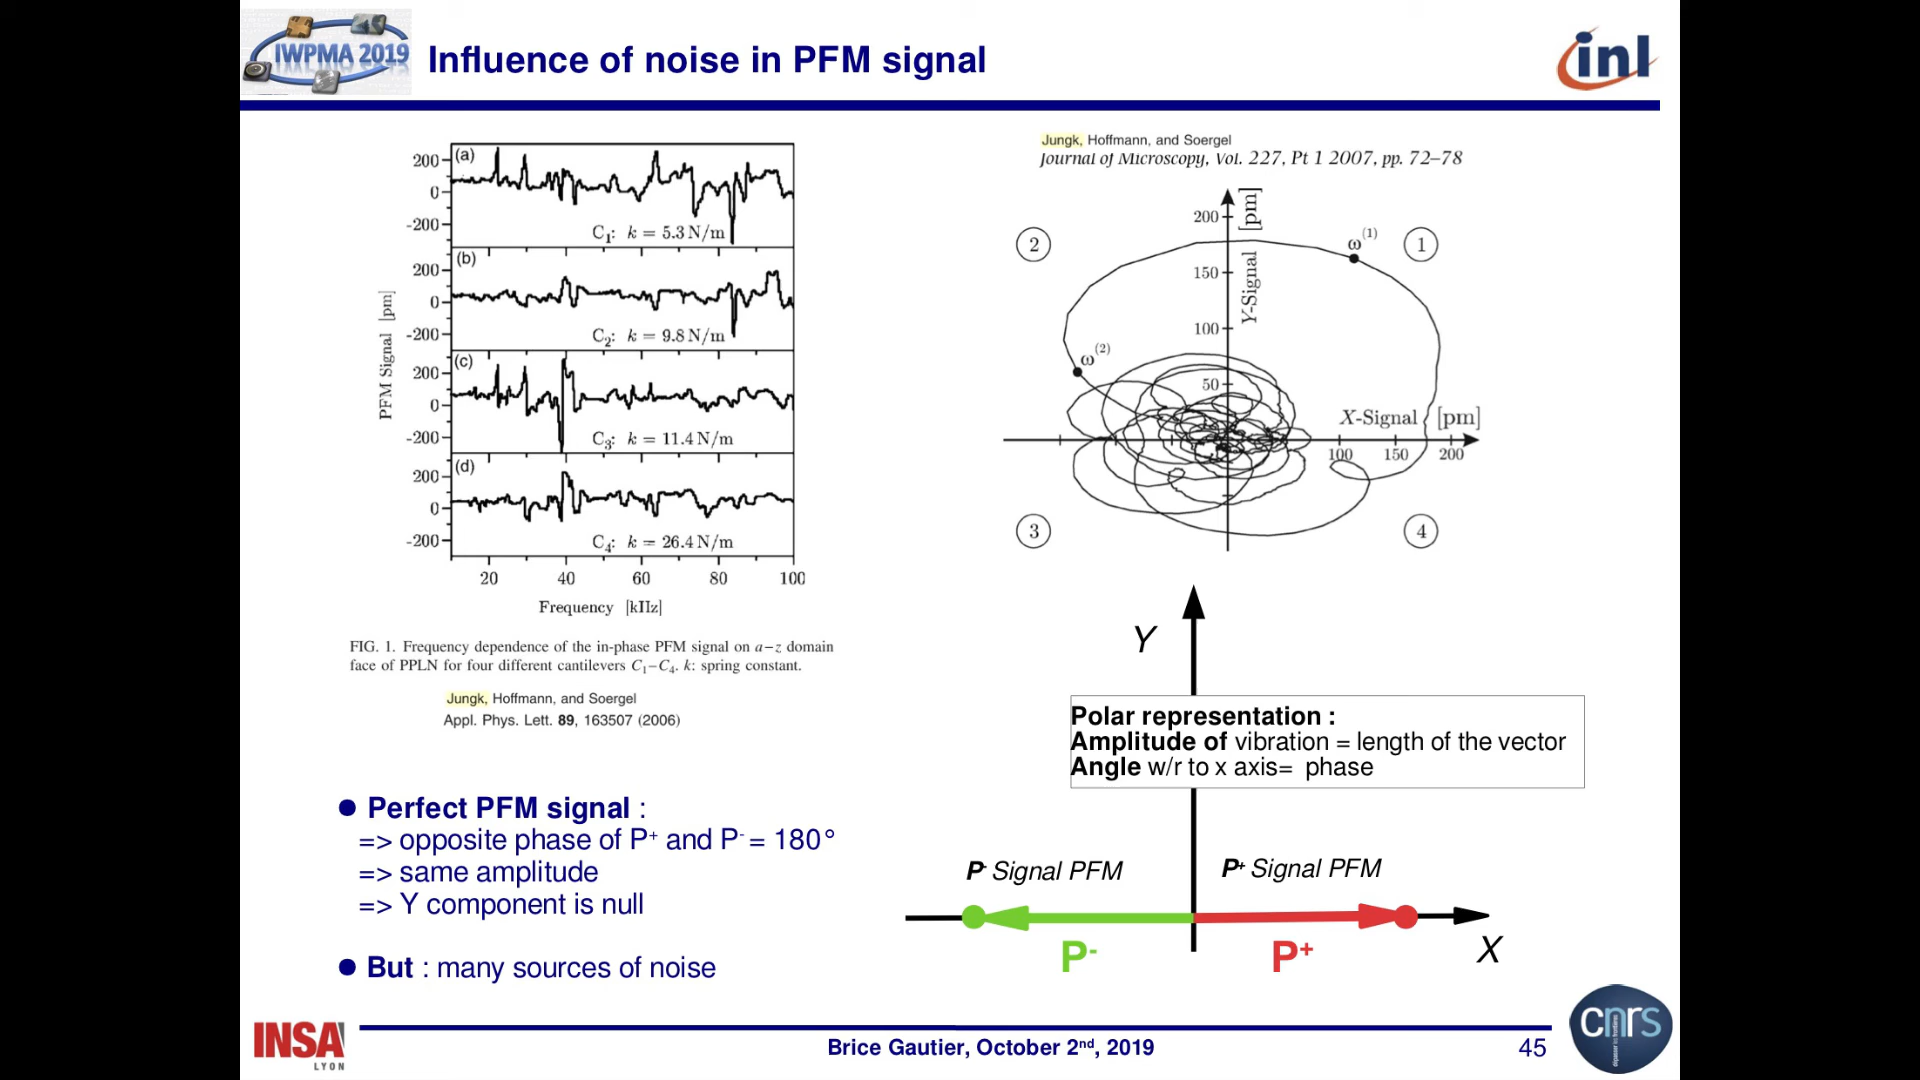 IWPMA 2019
Influence of noise in PFM signal
inl
Jungk, Hoffmann, and Soergel
Journal of Microscopy, Vol. 227, Pt 1 2007, pp. 72–78
PFM Signal [pm]
200
0
-200
(a)
C1: k = 5.3 N/m
200
0
-200
(b)
C2: k = 9.8 N/m
200
0
-200
(c)
C3: k = 11.4 N/m
200
0
-200
(d)
C4: k = 26.4 N/m
20 40 60 80 100
Frequency [kHz]
FIG. 1. Frequency dependence of the in-phase PFM signal on a−z domain
face of PPLN for four different cantilevers C1–C4. k: spring constant.
Jungk, Hoffmann, and Soergel
Appl. Phys. Lett. 89, 163507 (2006)
Y-Signal [pm]
200
150
100
50
X-Signal [pm]
100 150 200
ω(1)
ω(2)
1
2
3
4
Y
Polar representation :
Amplitude of vibration = length of the vector
Angle w/r to x axis= phase
P- Signal PFM
P+ Signal PFM
P-
P+
X
● Perfect PFM signal :
=> opposite phase of P+ and P- = 180°
=> same amplitude
=> Y component is null
● But : many sources of noise
INSA
LYON
Brice Gautier, October 2nd, 2019
45
cnrs